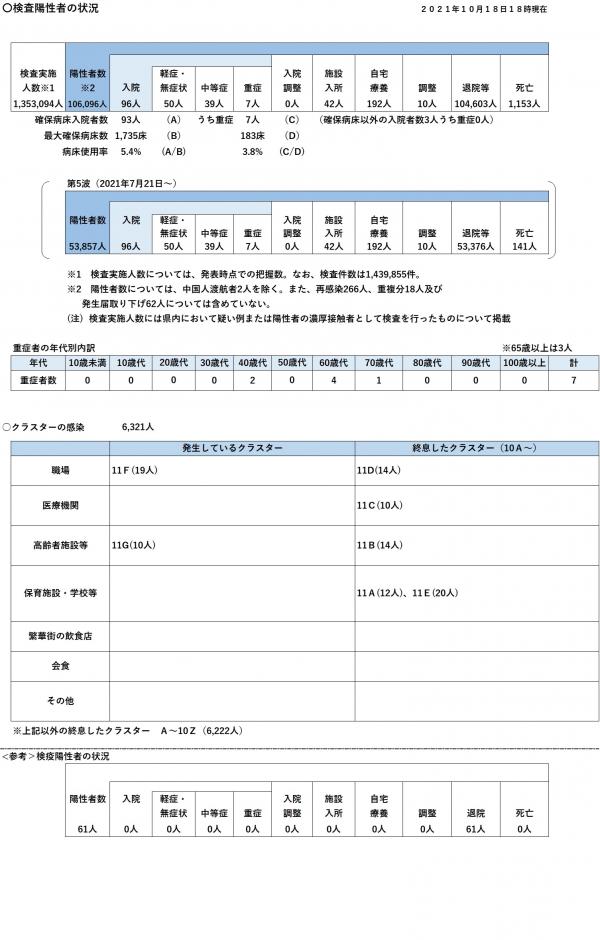 〇検査陽性者の状況 2021年10月18日18時現在
検査実施 陽性者数 軽症・ 入院 施設 自宅
人数※1 ※2 入院 無症状 中等症 重症 調整 入所 療養 調整 退院等 死亡
1,353,094人 106,096人 96人 50人 39人 7人 0人 42人 192人 10人 104,603人 1,153人
確保病床入院者数 93人 (A) うち重症 7人 (C) (確保病床以外の入院者数3人うち重症0人)
最大確保病床数 1,735床 (B) 183床 (D)
病床使用率 5.4% (A/B) 3.8% (C/D)
第5波(2021年7月21日~)
陽性者数 入院 軽症・ 中等症 重症 入院 施設 自宅 調整 退院等 死亡
無症状 調整 入所 療養
53,857人 96人 50人 39人 7人 0人 42人 192人 10人 53,376人 141人
※1 検査実施人数については、発表時点での把握数。なお、検査件数は1,439,855件。
※2 陽性者数については、中国人渡航者2人を除く。また、再感染266人、重複分18人及び
発生届取り下げ62人については含めていない。
(注)検査実施人数には県内において疑い例または陽性者の濃厚接触者として検査を行ったものについて掲載
重症者の年代別内訳 ※65歳以上は3人
年代 10歳未満 10歳代 20歳代 30歳代 40歳代 50歳代 60歳代 70歳代 80歳代 90歳代 100歳以上 計
重症者数 0 0 0 0 2 0 4 1 0 0 0 7
〇クラスターの感染 6,321人
発生しているクラスター 終息したクラスター(10A~)
職場 11F(19人) 11D(14人)
医療機関 11C(10人)
高齢者施設等 11G(10人) 11B(14人)
保育施設・学校等 11A(12人)、11E(20人)
繁華街の飲食店
会食
その他
※上記以外の終息したクラスター A~10Z(6,222人)
<参考>検疫陽性者の状況
陽性者数 入院 軽症・ 中等症 重症 入院 施設 自宅 調整 退院 死亡
無症状 調整 入所 療養
61人 0人 0人 0人 0人 0人 0人 0人 0人 61人 0人